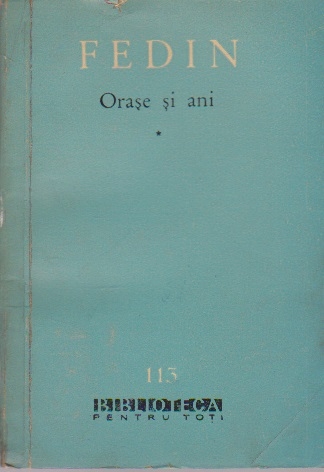 FEDIN
Orașe și ani
*
113
BIBLIOTECA
PENTRU TOȚI